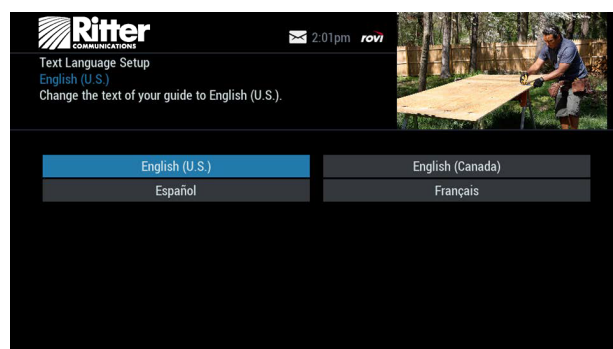 Ritter
COMMUNICATIONS
2:01pm rovi
Text Language Setup
English (U.S.)
Change the text of your guide to English (U.S.).
English (U.S.) English (Canada)
Español Français